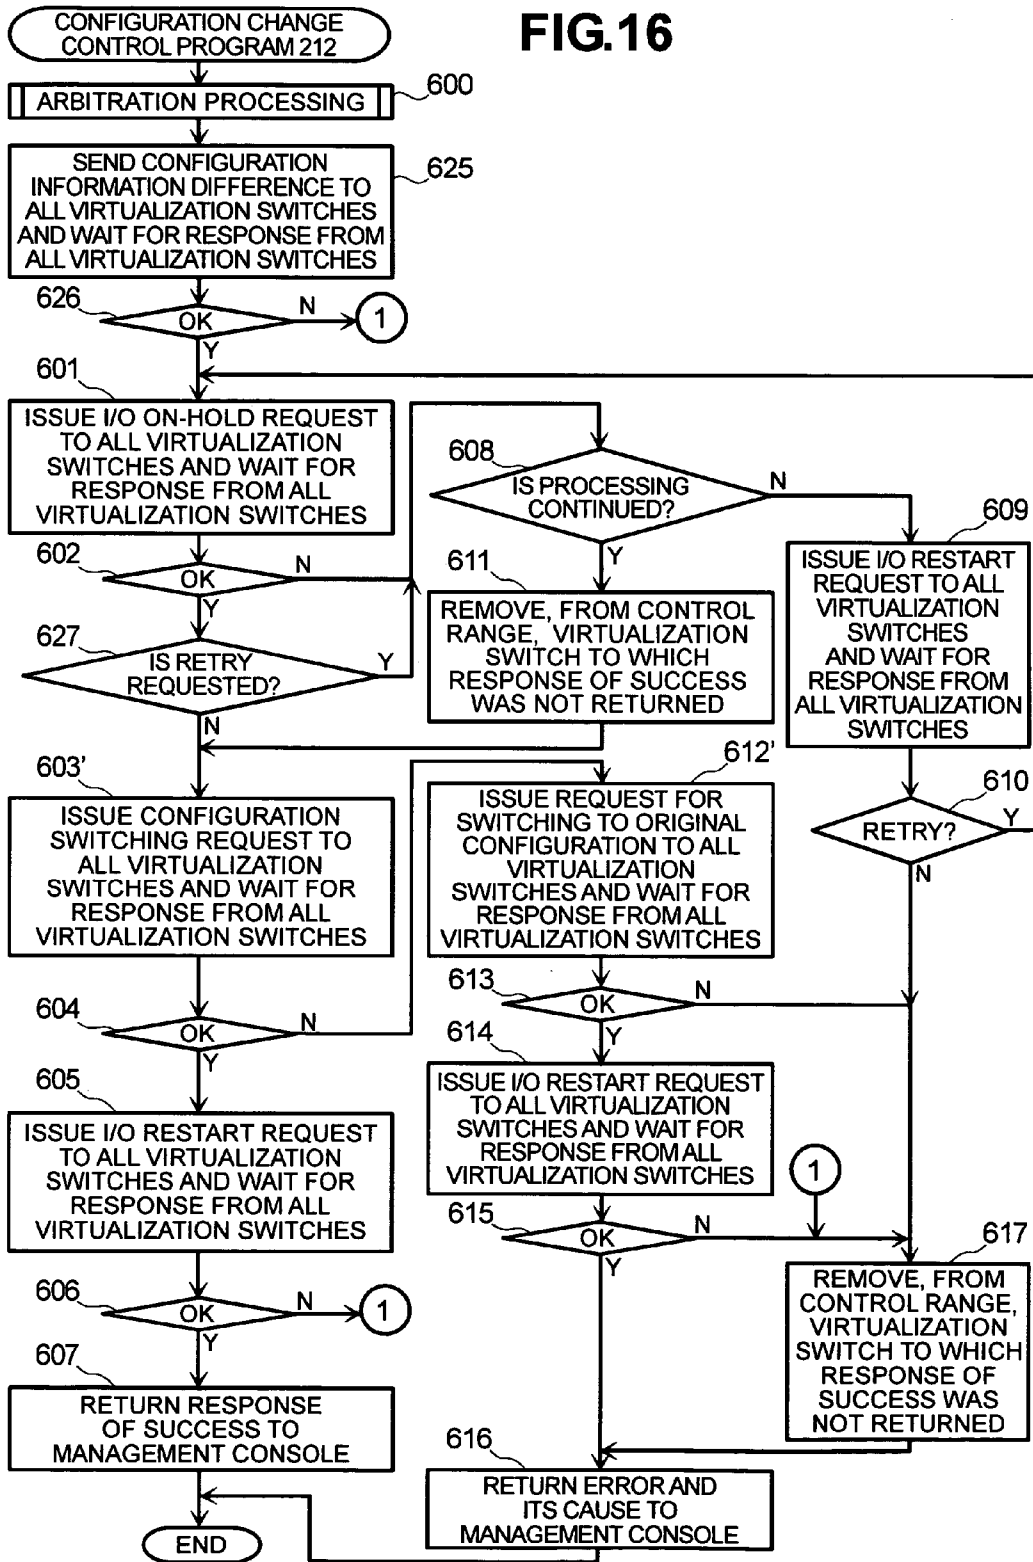 FIG.16
CONFIGURATION CHANGE
CONTROL PROGRAM 212
ARBITRATION PROCESSING
600
SEND CONFIGURATION
INFORMATION DIFFERENCE TO
ALL VIRTUALIZATION SWITCHES
AND WAIT FOR RESPONSE FROM
ALL VIRTUALIZATION SWITCHES
625
626
OK
N
1
Y
601
ISSUE I/O ON-HOLD REQUEST
TO ALL VIRTUALIZATION
SWITCHES AND WAIT FOR
RESPONSE FROM ALL
VIRTUALIZATION SWITCHES
602
OK
N
Y
627
IS RETRY
REQUESTED?
Y
N
603'
ISSUE CONFIGURATION
SWITCHING REQUEST TO
ALL VIRTUALIZATION
SWITCHES AND WAIT FOR
RESPONSE FROM ALL
VIRTUALIZATION SWITCHES
604
OK
N
Y
605
ISSUE I/O RESTART REQUEST
TO ALL VIRTUALIZATION
SWITCHES AND WAIT FOR
RESPONSE FROM ALL
VIRTUALIZATION SWITCHES
606
OK
N
1
Y
607
RETURN RESPONSE
OF SUCCESS TO
MANAGEMENT CONSOLE
END
608
IS PROCESSING
CONTINUED?
N
Y
611
REMOVE, FROM CONTROL
RANGE, VIRTUALIZATION
SWITCH TO WHICH
RESPONSE OF SUCCESS
WAS NOT RETURNED
612'
ISSUE REQUEST FOR
SWITCHING TO ORIGINAL
CONFIGURATION TO ALL
VIRTUALIZATION
SWITCHES AND WAIT FOR
RESPONSE FROM ALL
VIRTUALIZATION SWITCHES
613
OK
N
Y
614
ISSUE I/O RESTART REQUEST
TO ALL VIRTUALIZATION
SWITCHES AND WAIT FOR
RESPONSE FROM ALL
VIRTUALIZATION SWITCHES
615
OK
N
Y
1
616
RETURN ERROR AND
ITS CAUSE TO
MANAGEMENT CONSOLE
609
ISSUE I/O RESTART
REQUEST TO ALL
VIRTUALIZATION
SWITCHES
AND WAIT FOR
RESPONSE FROM
ALL VIRTUALIZATION
SWITCHES
610
RETRY?
Y
N
617
REMOVE, FROM
CONTROL RANGE,
VIRTUALIZATION
SWITCH TO WHICH
RESPONSE OF
SUCCESS WAS
NOT RETURNED